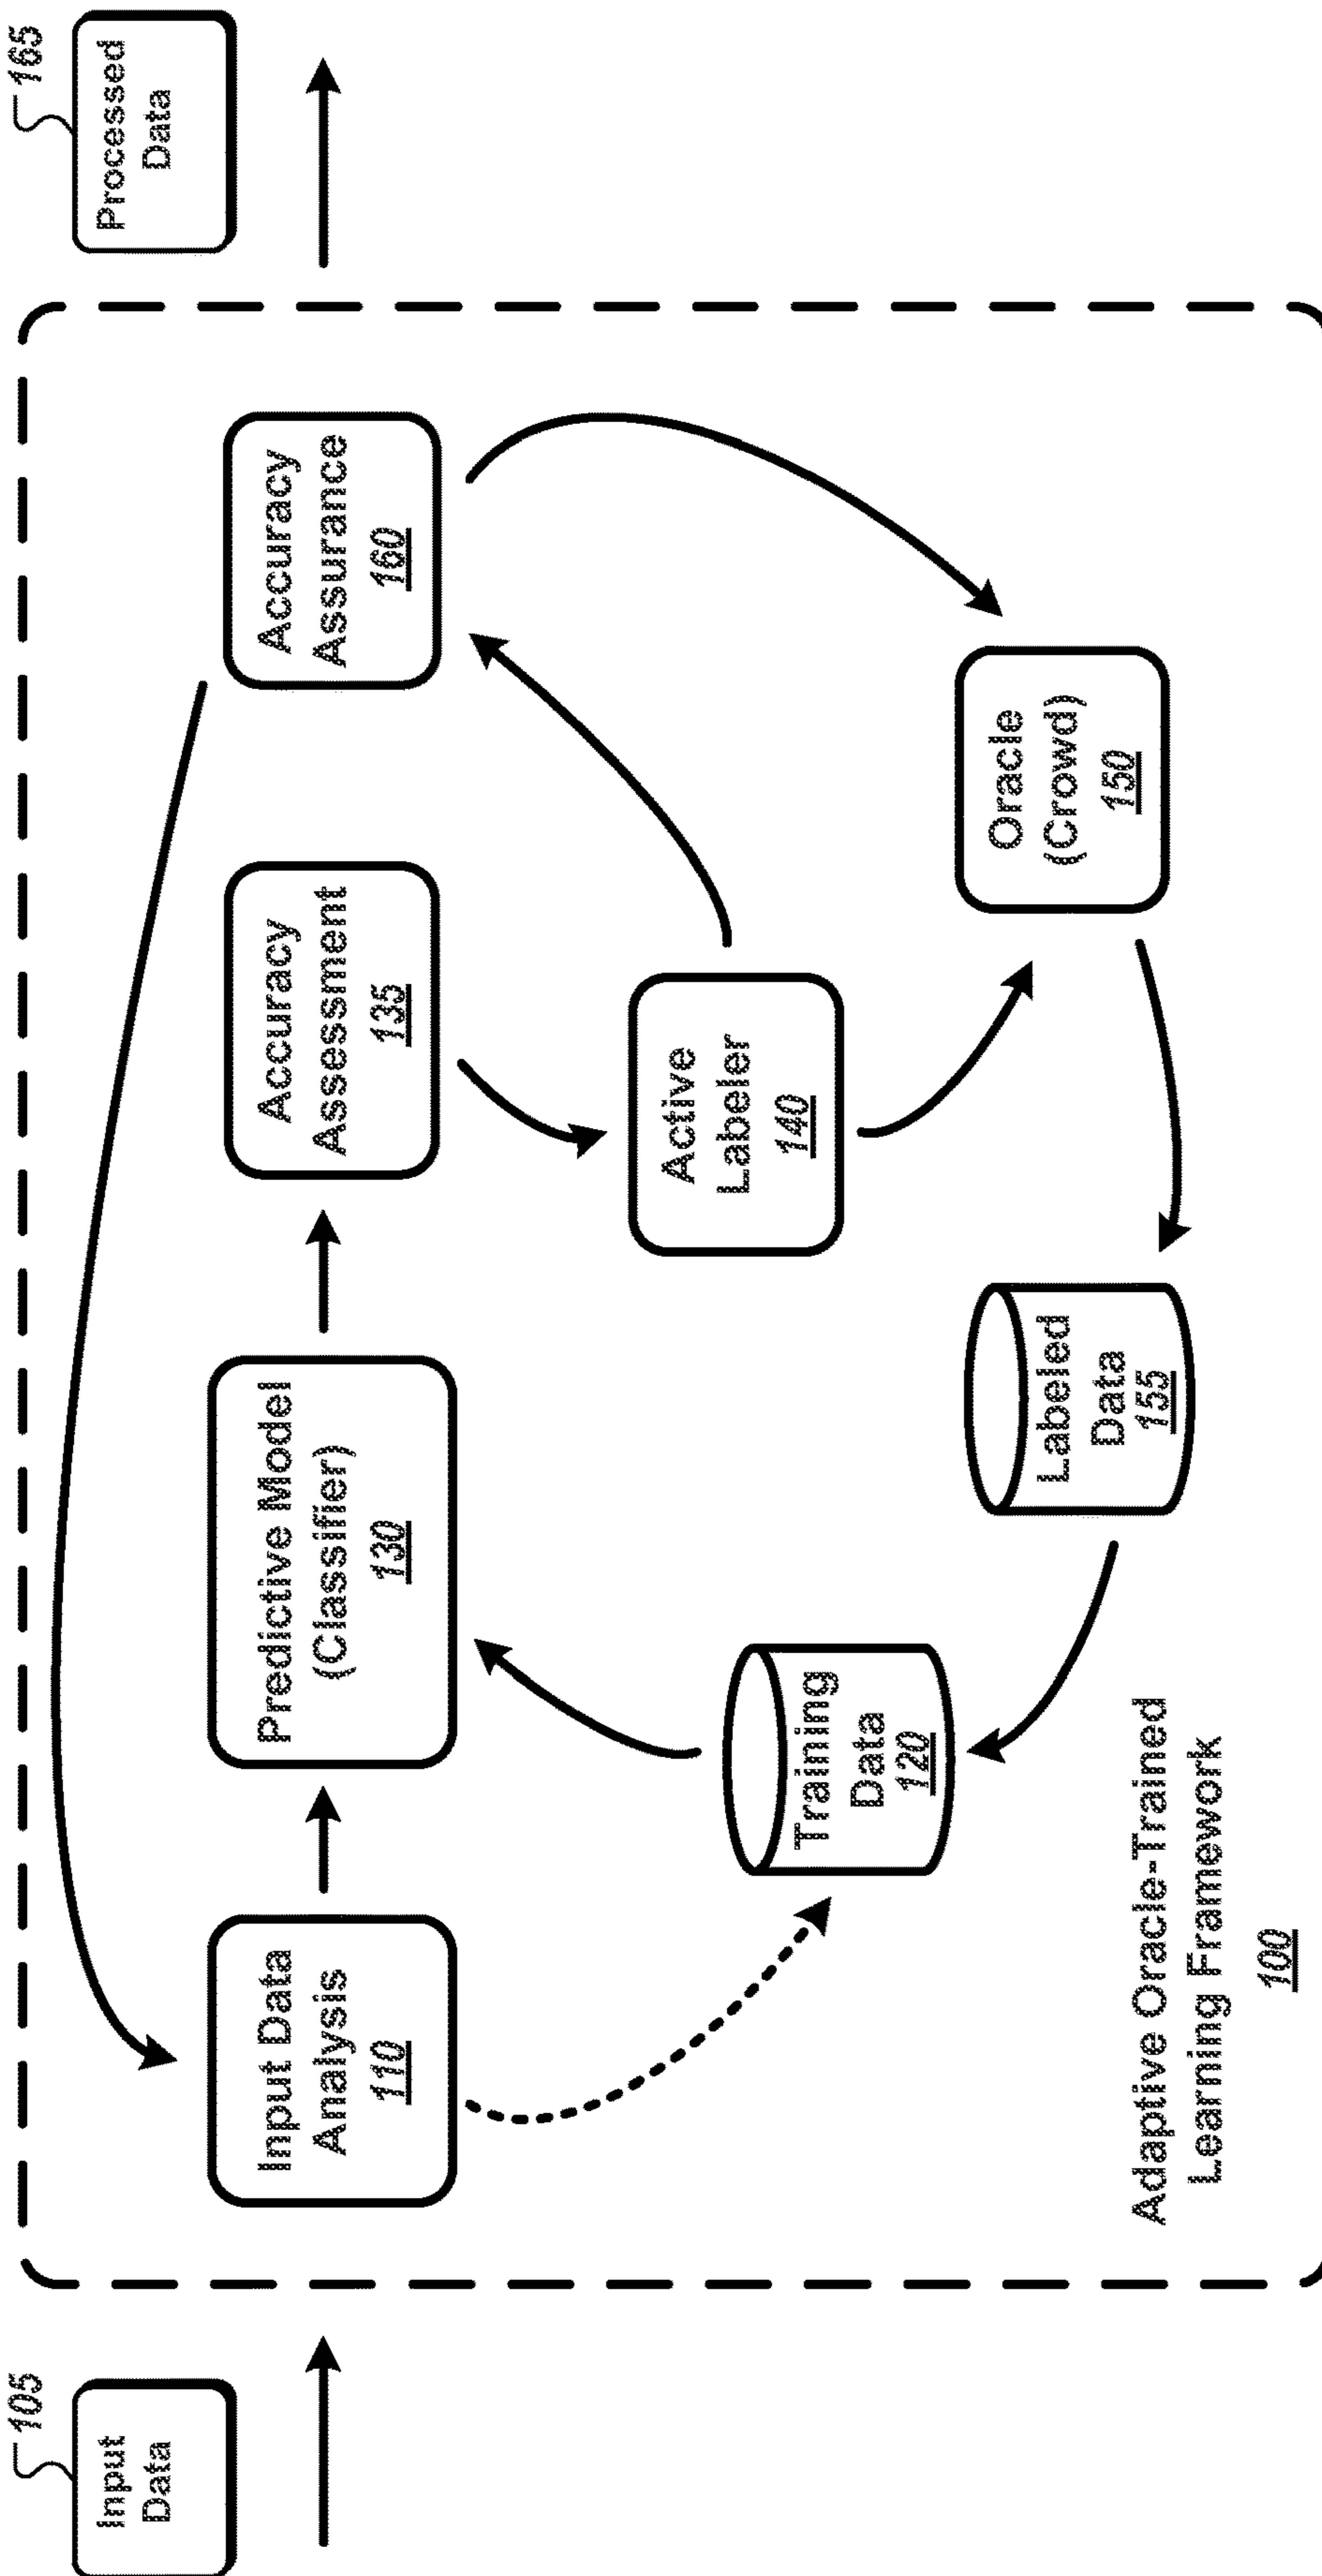 105
Input
Data
165
Processed
Data
Input Data
Analysis
110
Predictive Model
(Classifier)
130
Accuracy
Assessment
135
Accuracy
Assurance
160
Active
Labeler
140
Training
Data
120
Labeled
Data
155
Oracle
(Crowd)
150
Adaptive Oracle-Trained
Learning Framework
100